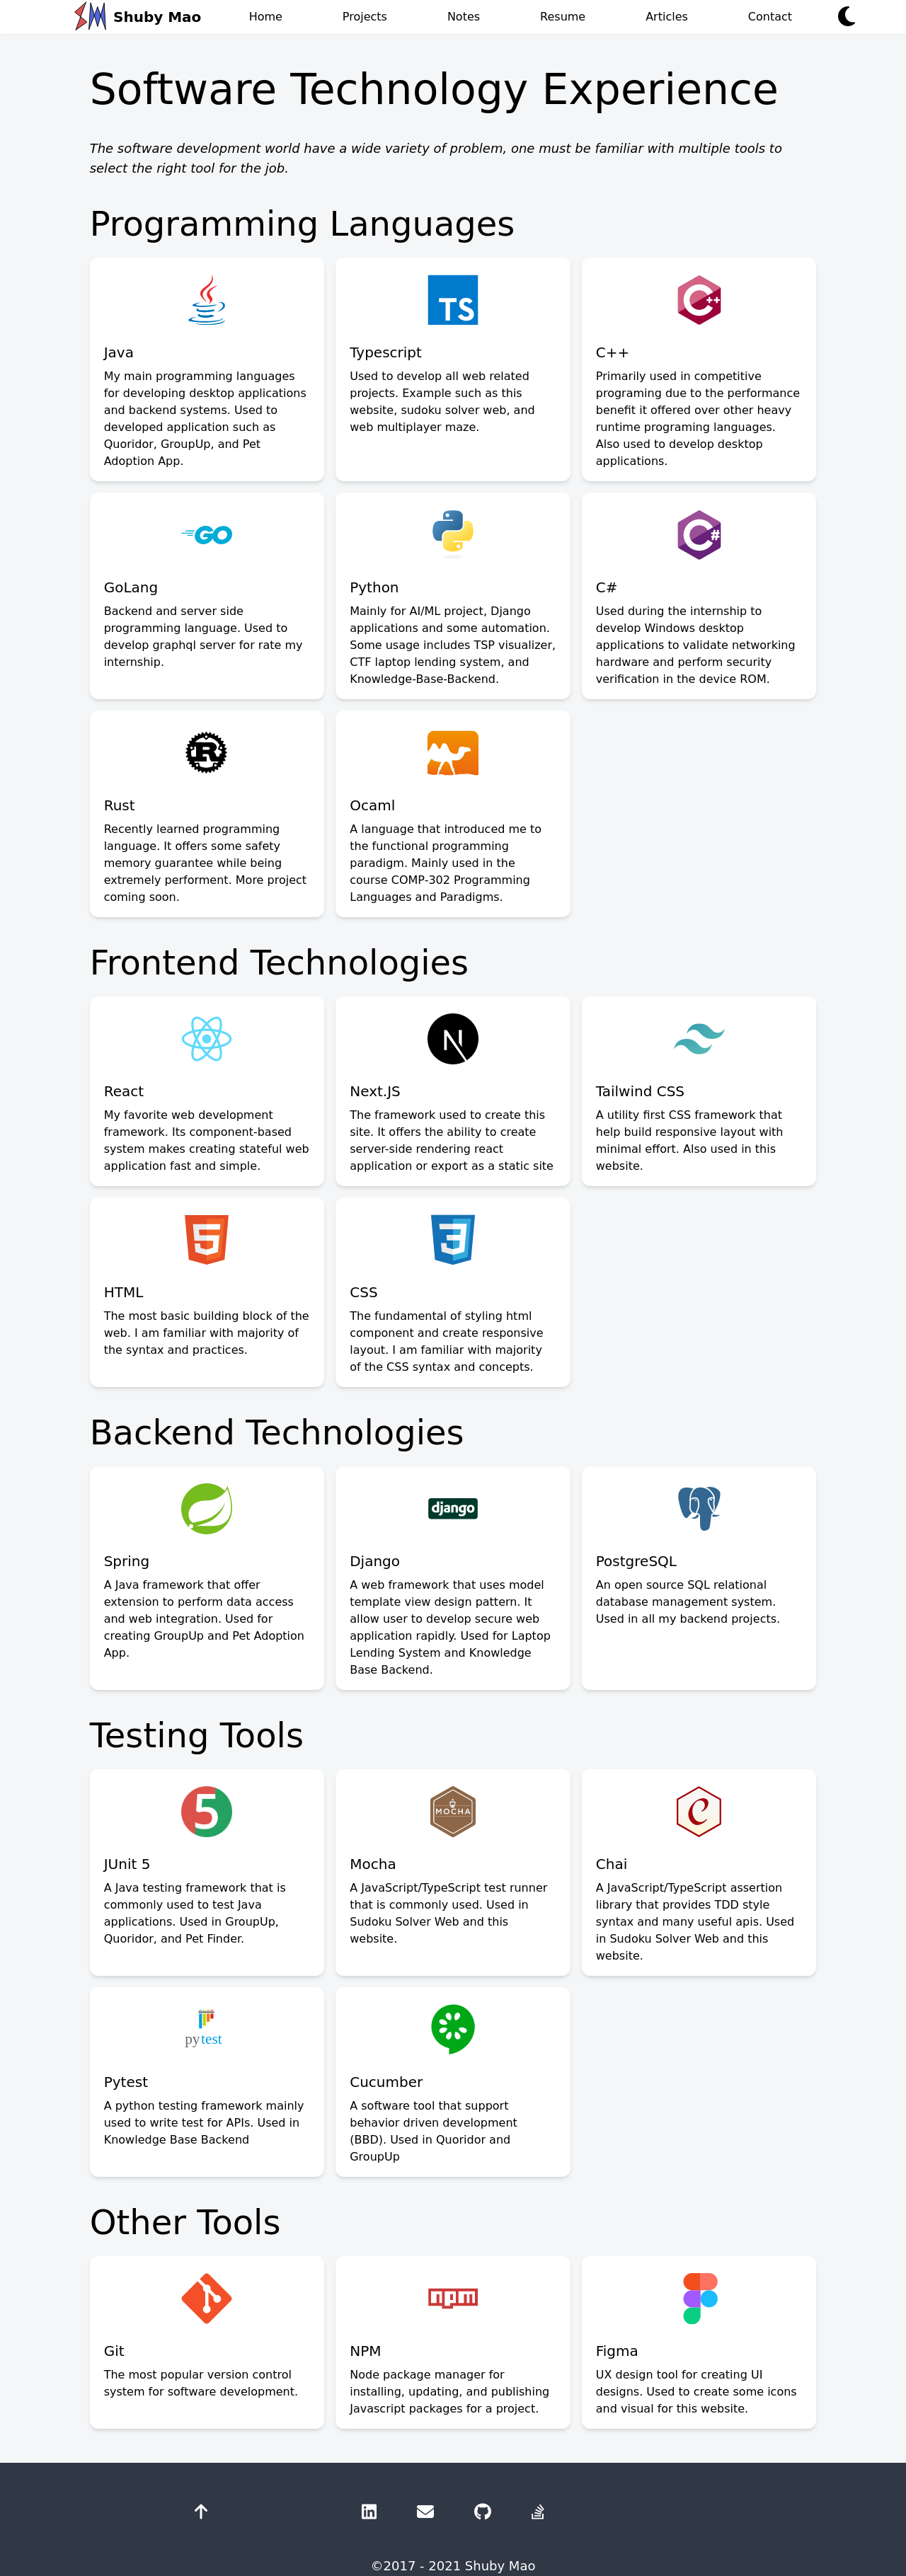 Shuby Mao
Home
Projects
Notes
Resume
Articles
Contact
Software Technology Experience
The software development world have a wide variety of problem, one must be familiar with multiple tools to
select the right tool for the job.
Programming Languages
Java
My main programming languages
for developing desktop applications
and backend systems. Used to
developed application such as
Quoridor, GroupUp, and Pet
Adoption App.
TS
Typescript
Used to develop all web related
projects. Example such as this
website, sudoku solver web, and
web multiplayer maze.
C++
C++
Primarily used in competitive
programing due to the performance
benefit it offered over other heavy
runtime programing languages.
Also used to develop desktop
applications.
GO
GoLang
Backend and server side
programming language. Used to
develop graphql server for rate my
internship.
Python
Mainly for AI/ML project, Django
applications and some automation.
Some usage includes TSP visualizer,
CTF laptop lending system, and
Knowledge-Base-Backend.
C#
C#
Used during the internship to
develop Windows desktop
applications to validate networking
hardware and perform security
verification in the device ROM.
R
Rust
Recently learned programming
language. It offers some safety
memory guarantee while being
extremely performent. More project
coming soon.
Ocaml
A language that introduced me to
the functional programming
paradigm. Mainly used in the
course COMP-302 Programming
Languages and Paradigms.
Frontend Technologies
React
My favorite web development
framework. Its component-based
system makes creating stateful web
application fast and simple.
N
Next.JS
The framework used to create this
site. It offers the ability to create
server-side rendering react
application or export as a static site
Tailwind CSS
A utility first CSS framework that
help build responsive layout with
minimal effort. Also used in this
website.
5
HTML
The most basic building block of the
web. I am familiar with majority of
the syntax and practices.
3
CSS
The fundamental of styling html
component and create responsive
layout. I am familiar with majority
of the CSS syntax and concepts.
Backend Technologies
Spring
A Java framework that offer
extension to perform data access
and web integration. Used for
creating GroupUp and Pet Adoption
App.
django
Django
A web framework that uses model
template view design pattern. It
allow user to develop secure web
application rapidly. Used for Laptop
Lending System and Knowledge
Base Backend.
PostgreSQL
An open source SQL relational
database management system.
Used in all my backend projects.
Testing Tools
5
JUnit 5
A Java testing framework that is
commonly used to test Java
applications. Used in GroupUp,
Quoridor, and Pet Finder.
MOCHA
Mocha
A JavaScript/TypeScript test runner
that is commonly used. Used in
Sudoku Solver Web and this
website.
C
Chai
A JavaScript/TypeScript assertion
library that provides TDD style
syntax and many useful apis. Used
in Sudoku Solver Web and this
website.
pytest
Pytest
A python testing framework mainly
used to write test for APIs. Used in
Knowledge Base Backend
Cucumber
A software tool that support
behavior driven development
(BBD). Used in Quoridor and
GroupUp
Other Tools
Git
The most popular version control
system for software development.
npm
NPM
Node package manager for
installing, updating, and publishing
Javascript packages for a project.
Figma
UX design tool for creating UI
designs. Used to create some icons
and visual for this website.
in
©2017 - 2021 Shuby Mao